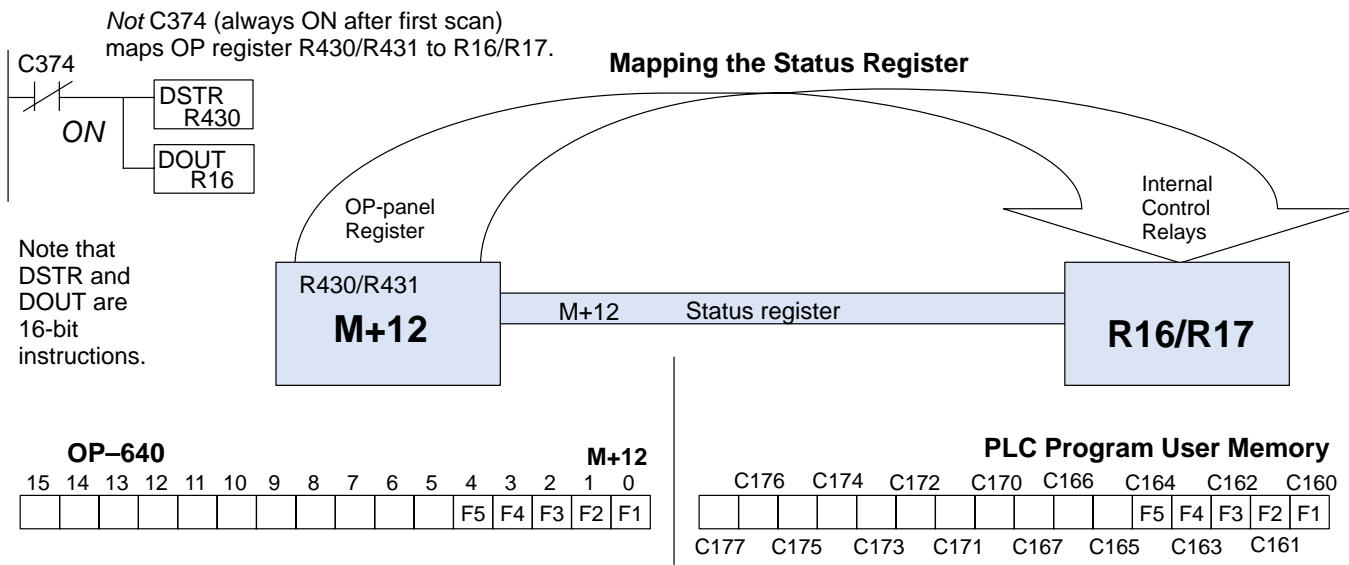 Not C374 (always ON after first scan)
maps OP register R430/R431 to R16/R17.
C374
DSTR
R430
ON
DOUT
R16
Mapping the Status Register
OP-panel
Register
Internal
Control
Relays
Note that
DSTR and
DOUT are
16-bit
instructions.
R430/R431
M+12
M+12 Status register
R16/R17
OP–640 M+12
15 14 13 12 11 10 9 8 7 6 5 4 3 2 1 0
F5 F4 F3 F2 F1
PLC Program User Memory
C176 C174 C172 C170 C166 C164 C162 C160
F5 F4 F3 F2 F1
C177 C175 C173 C171 C167 C165 C163 C161